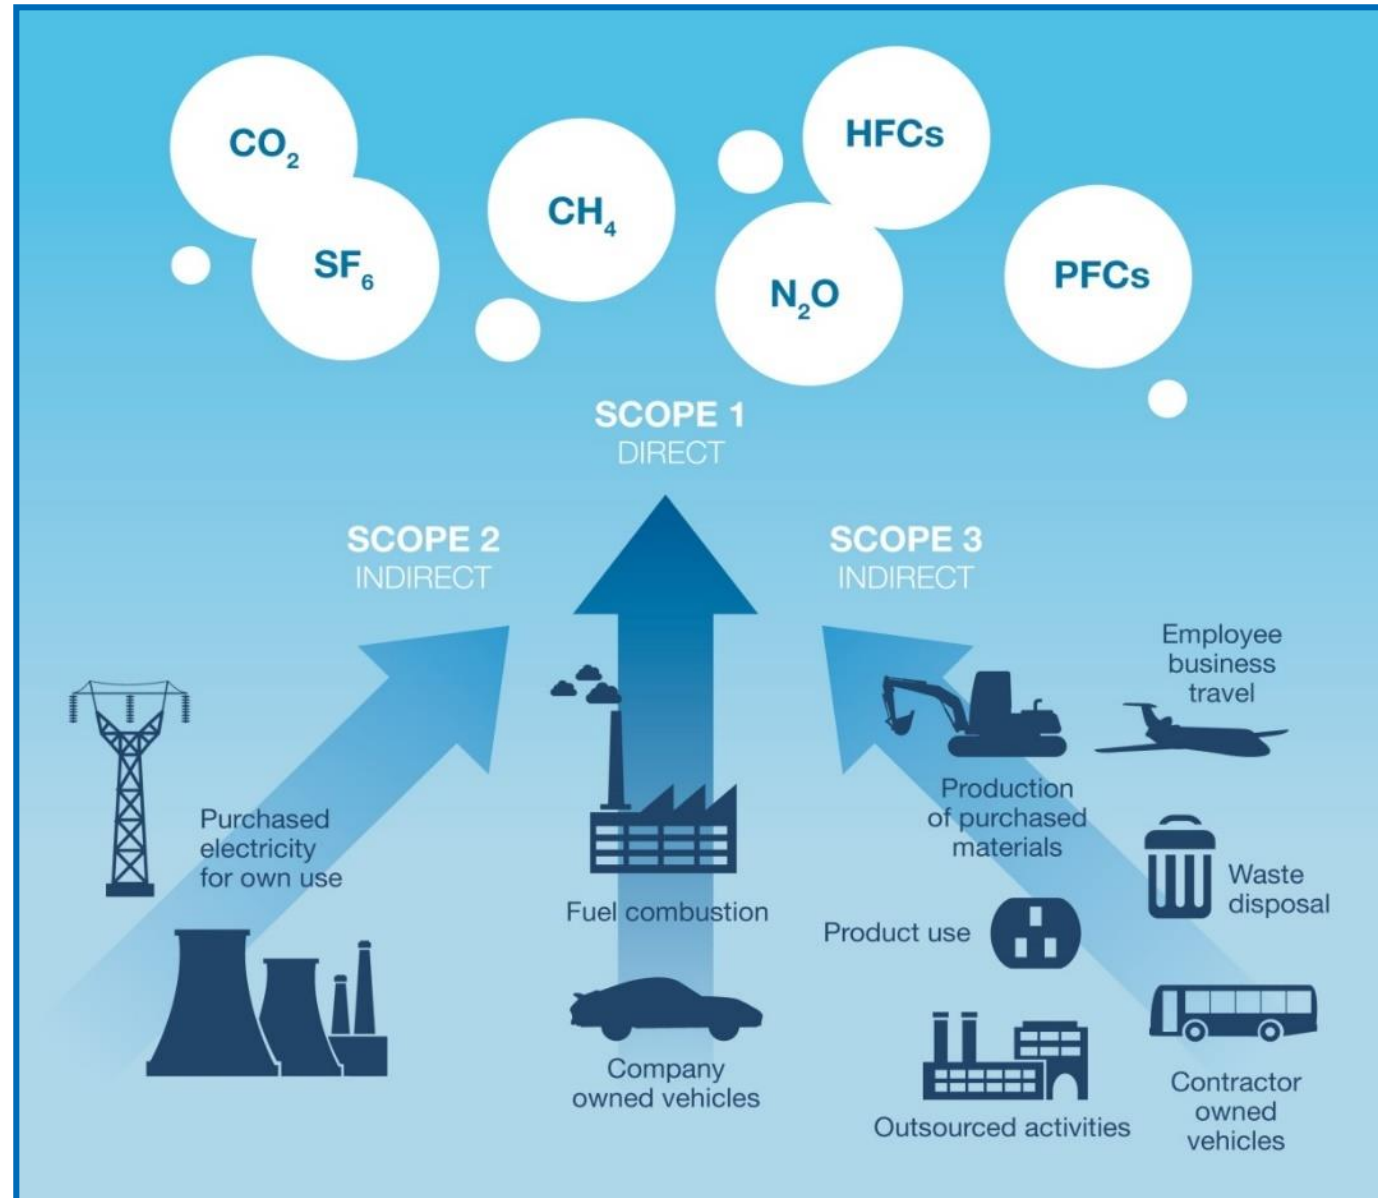 CO₂
SF₆
CH₄
HFCs
N₂O
PFCs
SCOPE 1
DIRECT
SCOPE 2
INDIRECT
SCOPE 3
INDIRECT
Purchased
electricity
for own use
Fuel combustion
Company
owned vehicles
Employee
business
travel
Production
of purchased
materials
Waste
disposal
Product use
Outsourced activities
Contractor
owned
vehicles